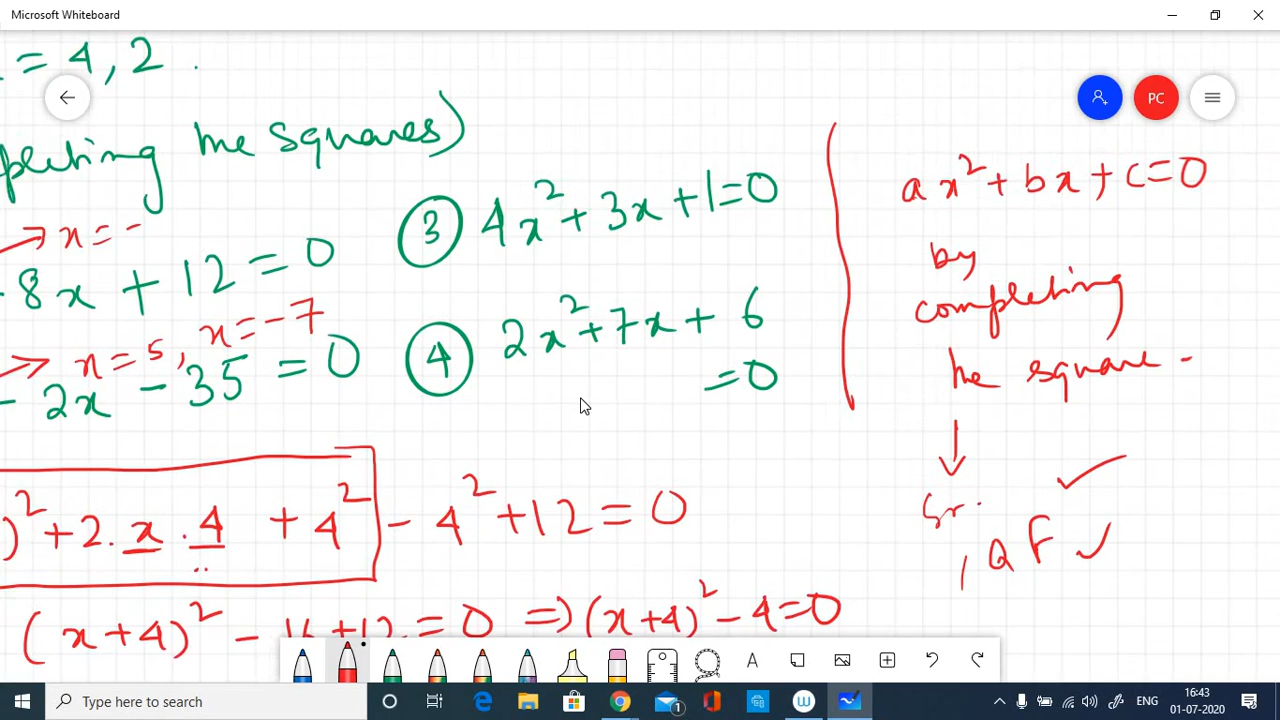 Microsoft Whiteboard
= 4, 2 .
pleting the squares)
→ x = -
8x + 12 = 0
→ x = 5, x = -7
- 2x - 35 = 0
③ 4x² + 3x + 1 = 0
④ 2x² + 7x + 6
= 0
PC
ax² + bx + c = 0
by
completing
the square -
↓
Q F ✓
)² + 2. x . 4 + 4² - 4² + 12 = 0
(x + 4)² - 16 + 12 = 0 ⇒ (x + 4)² - 4 = 0
Type here to search
1
ENG
16:43
01-07-2020